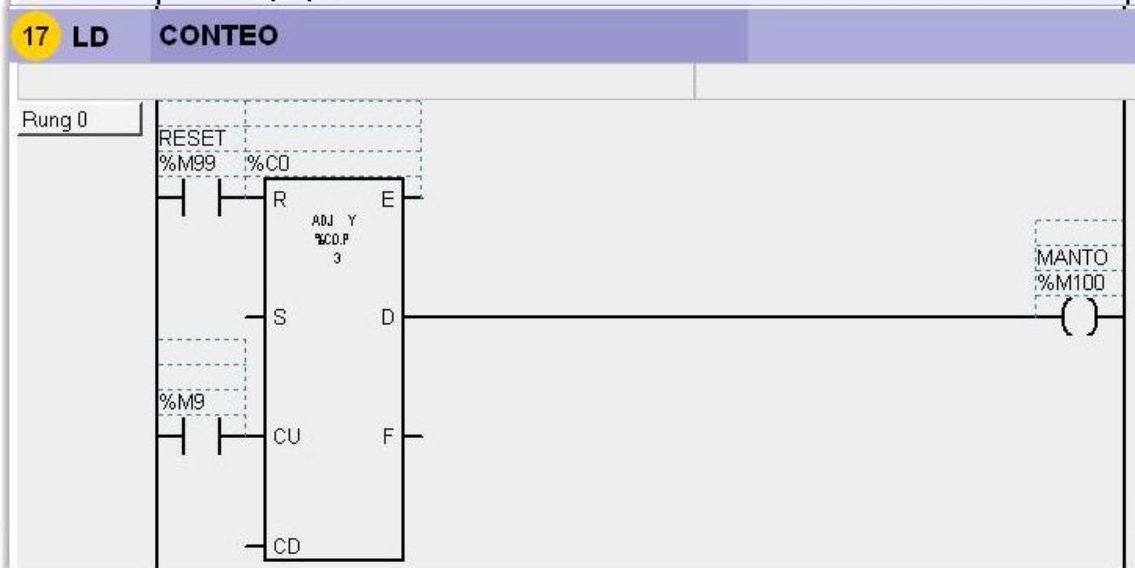 17 LD CONTEO
Rung 0
RESET
%M99 %C0
R E
ADJ Y
%C0.P
3
MANTO
%M100
S D
%M9
CU F
CD